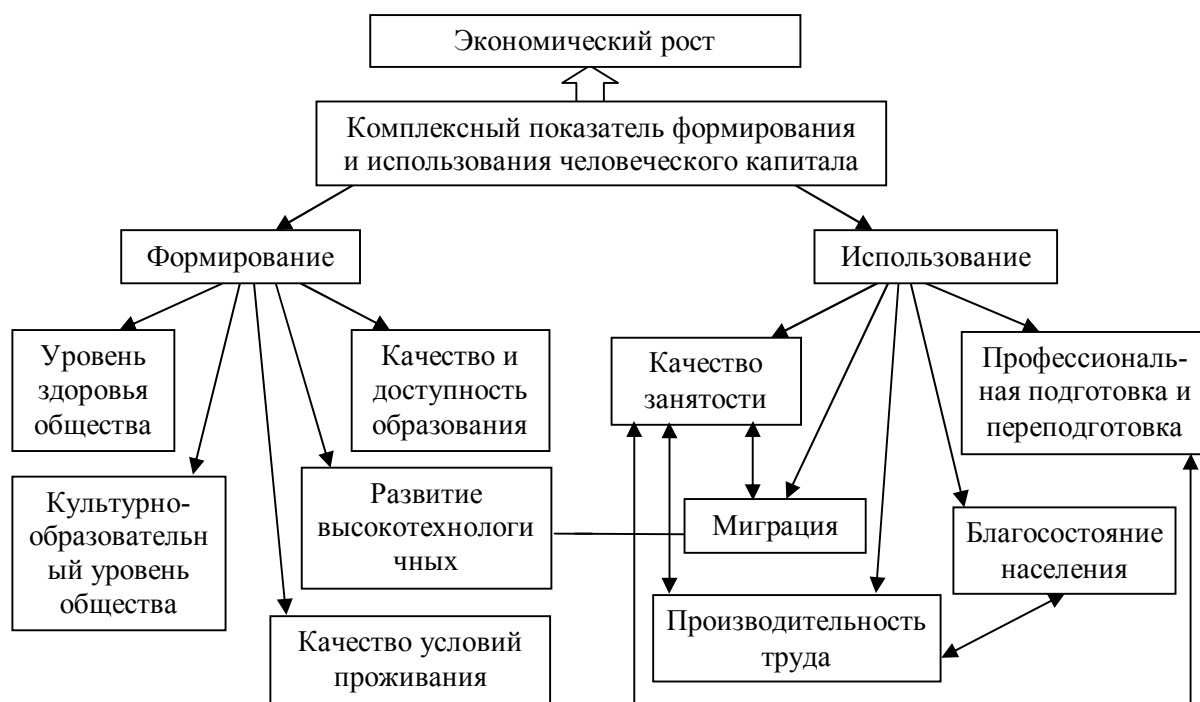 Экономический рост
Комплексный показатель формирования
и использования человеческого капитала
Формирование
Использование
Уровень
здоровья
общества
Качество и
доступность
образования
Качество
занятости
Профессиональ-
ная подготовка и
переподготовка
Культурно-
образовательн
ый уровень
общества
Развитие
высокотехнологи
чных
Миграция
Благосостояние
населения
Качество условий
проживания
Производительность
труда